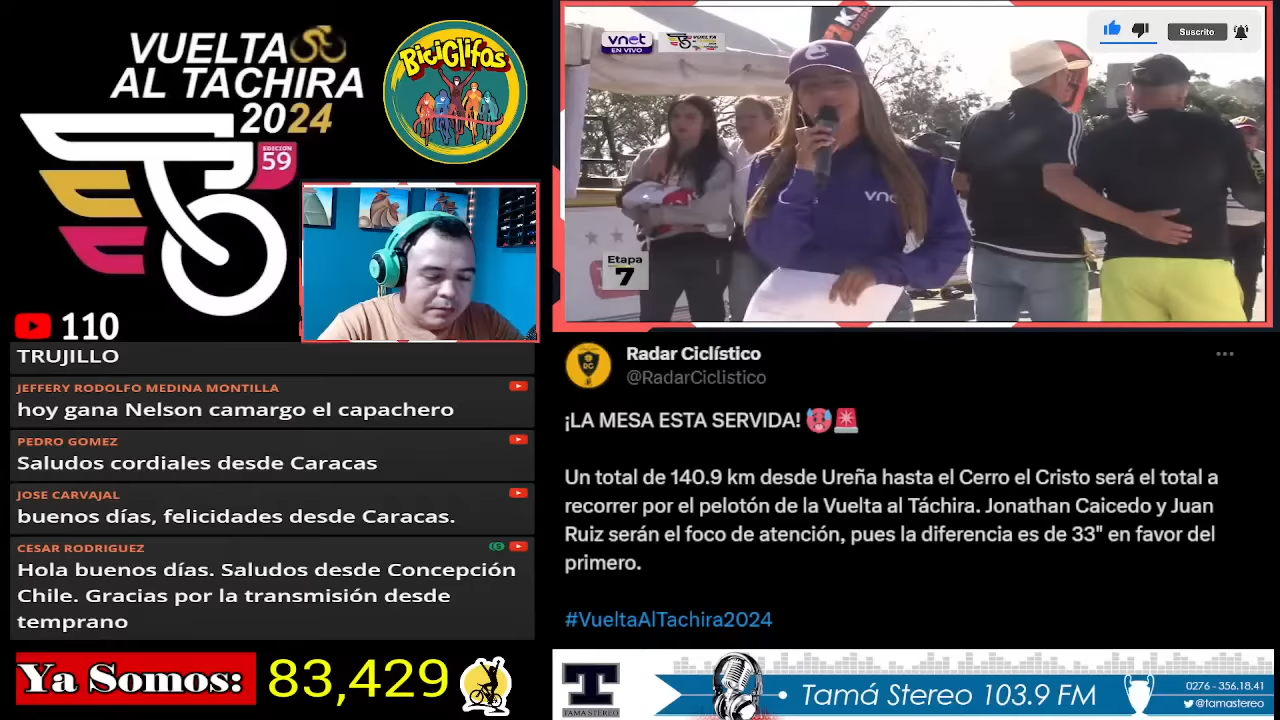 VUELTA
AL TACHIRA
2024
EDICION
59
BiciGlifos
110
TRUJILLO
JEFFERY RODOLFO MEDINA MONTILLA
hoy gana Nelson camargo el capachero
PEDRO GOMEZ
Saludos cordiales desde Caracas
JOSE CARVAJAL
buenos días, felicidades desde Caracas.
CESAR RODRIGUEZ
Hola buenos días. Saludos desde Concepción
Chile. Gracias por la transmisión desde
temprano
Ya Somos: 83,429
vnet
EN VIVO
VUELTA
Suscrito
vnet
Etapa
7
Radar Ciclístico
@RadarCiclistico
¡LA MESA ESTA SERVIDA! 🥵🚨
Un total de 140.9 km desde Ureña hasta el Cerro el Cristo será el total a
recorrer por el pelotón de la Vuelta al Táchira. Jonathan Caicedo y Juan
Ruiz serán el foco de atención, pues la diferencia es de 33" en favor del
primero.
#VueltaAlTachira2024
T
TAMÁ STEREO
Tamá Stereo 103.9 FM
0276 - 356.18.41
@tamastereo